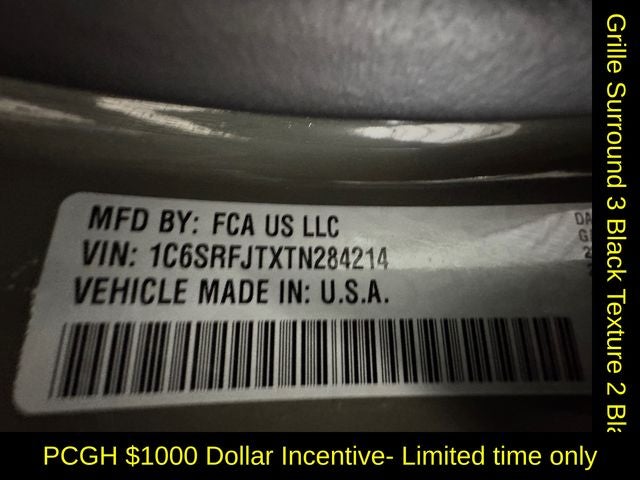 MFD BY: FCA US LLC
VIN: 1C6SRFJTXTN284214
VEHICLE MADE IN: U.S.A.
Grille Surround 3 Black Texture 2
PCGH $1000 Dollar Incentive- Limited time only